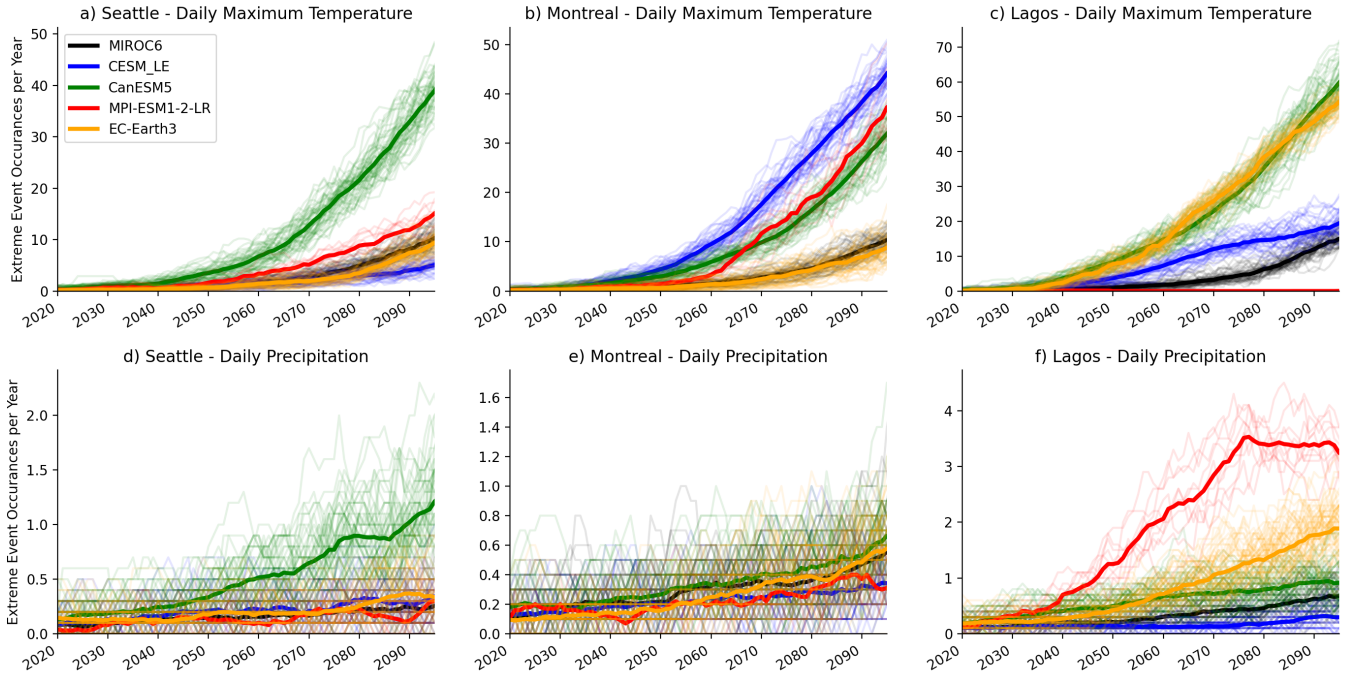 a) Seattle - Daily Maximum Temperature
b) Montreal - Daily Maximum Temperature
c) Lagos - Daily Maximum Temperature
Extreme Event Occurances per Year
MIROC6
CESM_LE
CanESM5
MPI-ESM1-2-LR
EC-Earth3
50
40
30
20
10
0
2020 2030 2040 2050 2060 2070 2080 2090
50
40
30
20
10
0
2020 2030 2040 2050 2060 2070 2080 2090
70
60
50
40
30
20
10
0
2020 2030 2040 2050 2060 2070 2080 2090
d) Seattle - Daily Precipitation
e) Montreal - Daily Precipitation
f) Lagos - Daily Precipitation
Extreme Event Occurances per Year
2.0
1.5
1.0
0.5
0.0
2020 2030 2040 2050 2060 2070 2080 2090
1.6
1.4
1.2
1.0
0.8
0.6
0.4
0.2
0.0
2020 2030 2040 2050 2060 2070 2080 2090
4
3
2
1
0
2020 2030 2040 2050 2060 2070 2080 2090